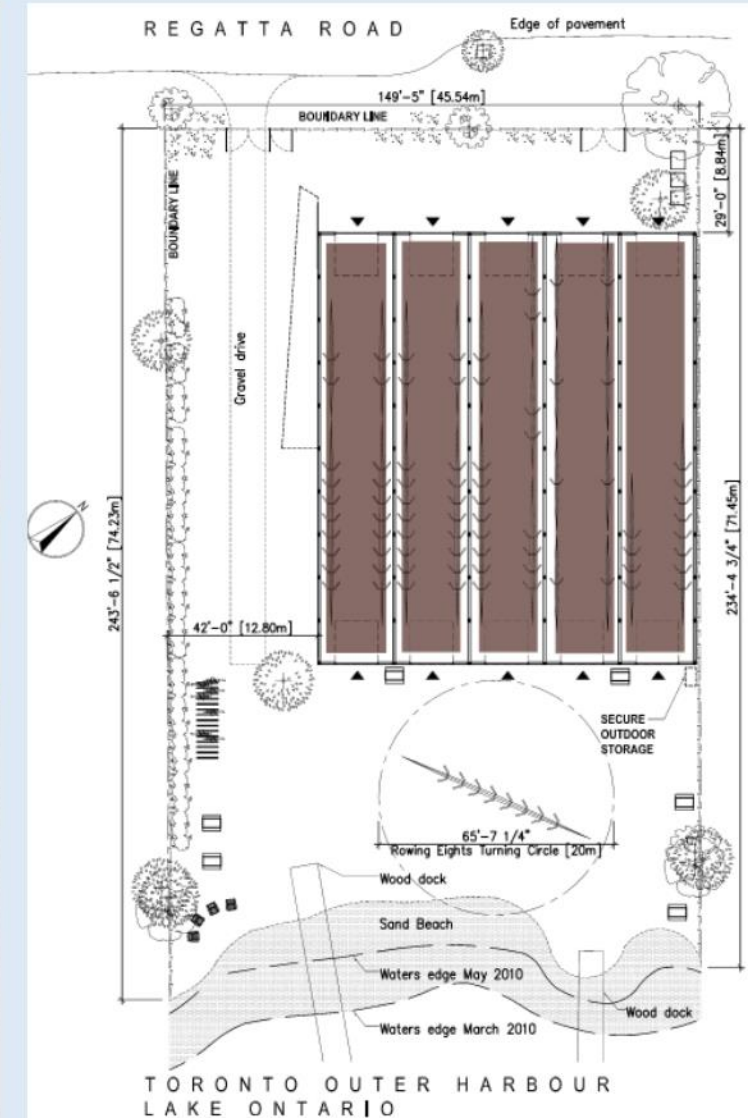 REGATTA ROAD
Edge of pavement
149'-5" [45.54m]
BOUNDARY LINE
BOUNDARY LINE
29'-0" [8.84m]
Gravel drive
N
243'-6 1/2" [74.23m]
234'-4 3/4" [71.45m]
42'-0" [12.80m]
SECURE
OUTDOOR
STORAGE
65'-7 1/4"
Rowing Eights Turning Circle [20m]
Wood dock
Sand Beach
Waters edge May 2010
Wood dock
Waters edge March 2010
TORONTO OUTER HARBOUR
LAKE ONTARIO